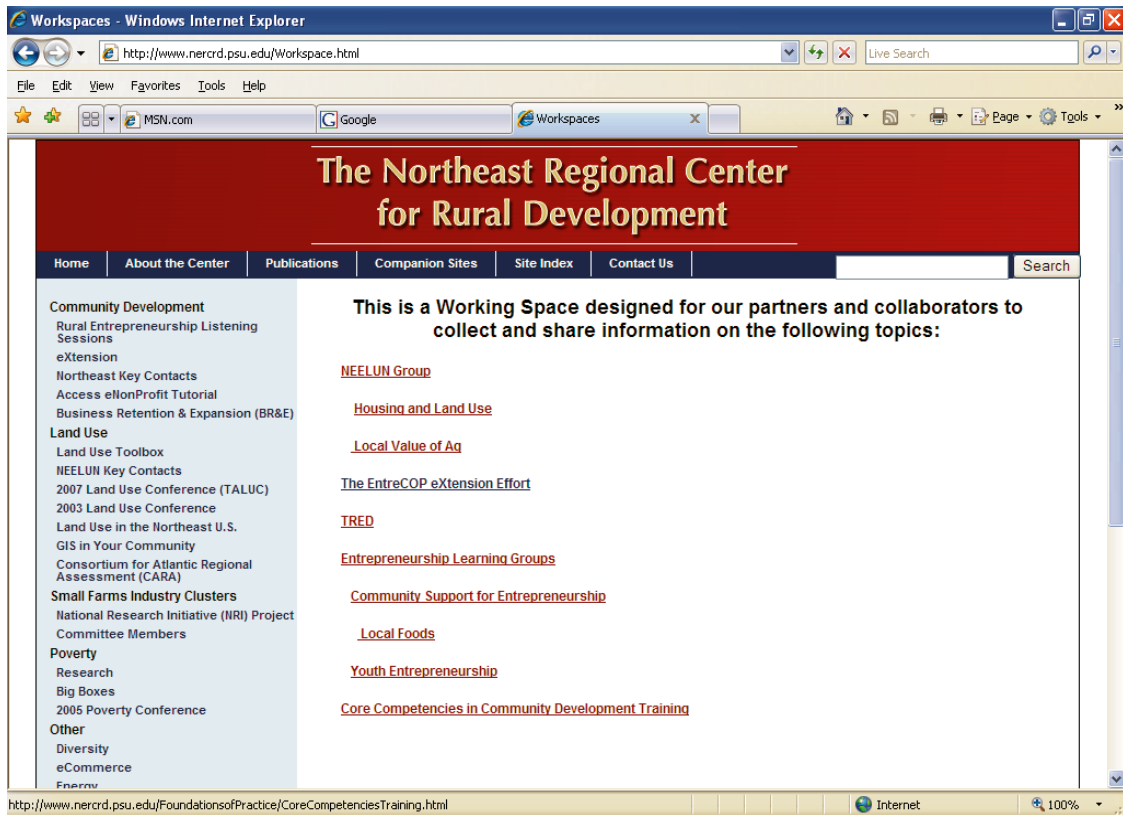 Workspaces - Windows Internet Explorer
http://www.nercrd.psu.edu/Workspace.html
Live Search
File Edit View Favorites Tools Help
MSN.com Google Workspaces x Page Tools »
The Northeast Regional Center
for Rural Development
Home About the Center Publications Companion Sites Site Index Contact Us Search
Community Development
Rural Entrepreneurship Listening
Sessions
eXtension
Northeast Key Contacts
Access eNonProfit Tutorial
Business Retention & Expansion (BR&E)
Land Use
Land Use Toolbox
NEELUN Key Contacts
2007 Land Use Conference (TALUC)
2003 Land Use Conference
Land Use in the Northeast U.S.
GIS in Your Community
Consortium for Atlantic Regional
Assessment (CARA)
Small Farms Industry Clusters
National Research Initiative (NRI) Project
Committee Members
Poverty
Research
Big Boxes
2005 Poverty Conference
Other
Diversity
eCommerce
Energy
This is a Working Space designed for our partners and collaborators to
collect and share information on the following topics:
NEELUN Group
Housing and Land Use
Local Value of Ag
The EntreCOP eXtension Effort
TRED
Entrepreneurship Learning Groups
Community Support for Entrepreneurship
Local Foods
Youth Entrepreneurship
Core Competencies in Community Development Training
http://www.nercrd.psu.edu/FoundationsofPractice/CoreCompetenciesTraining.html Internet 100%